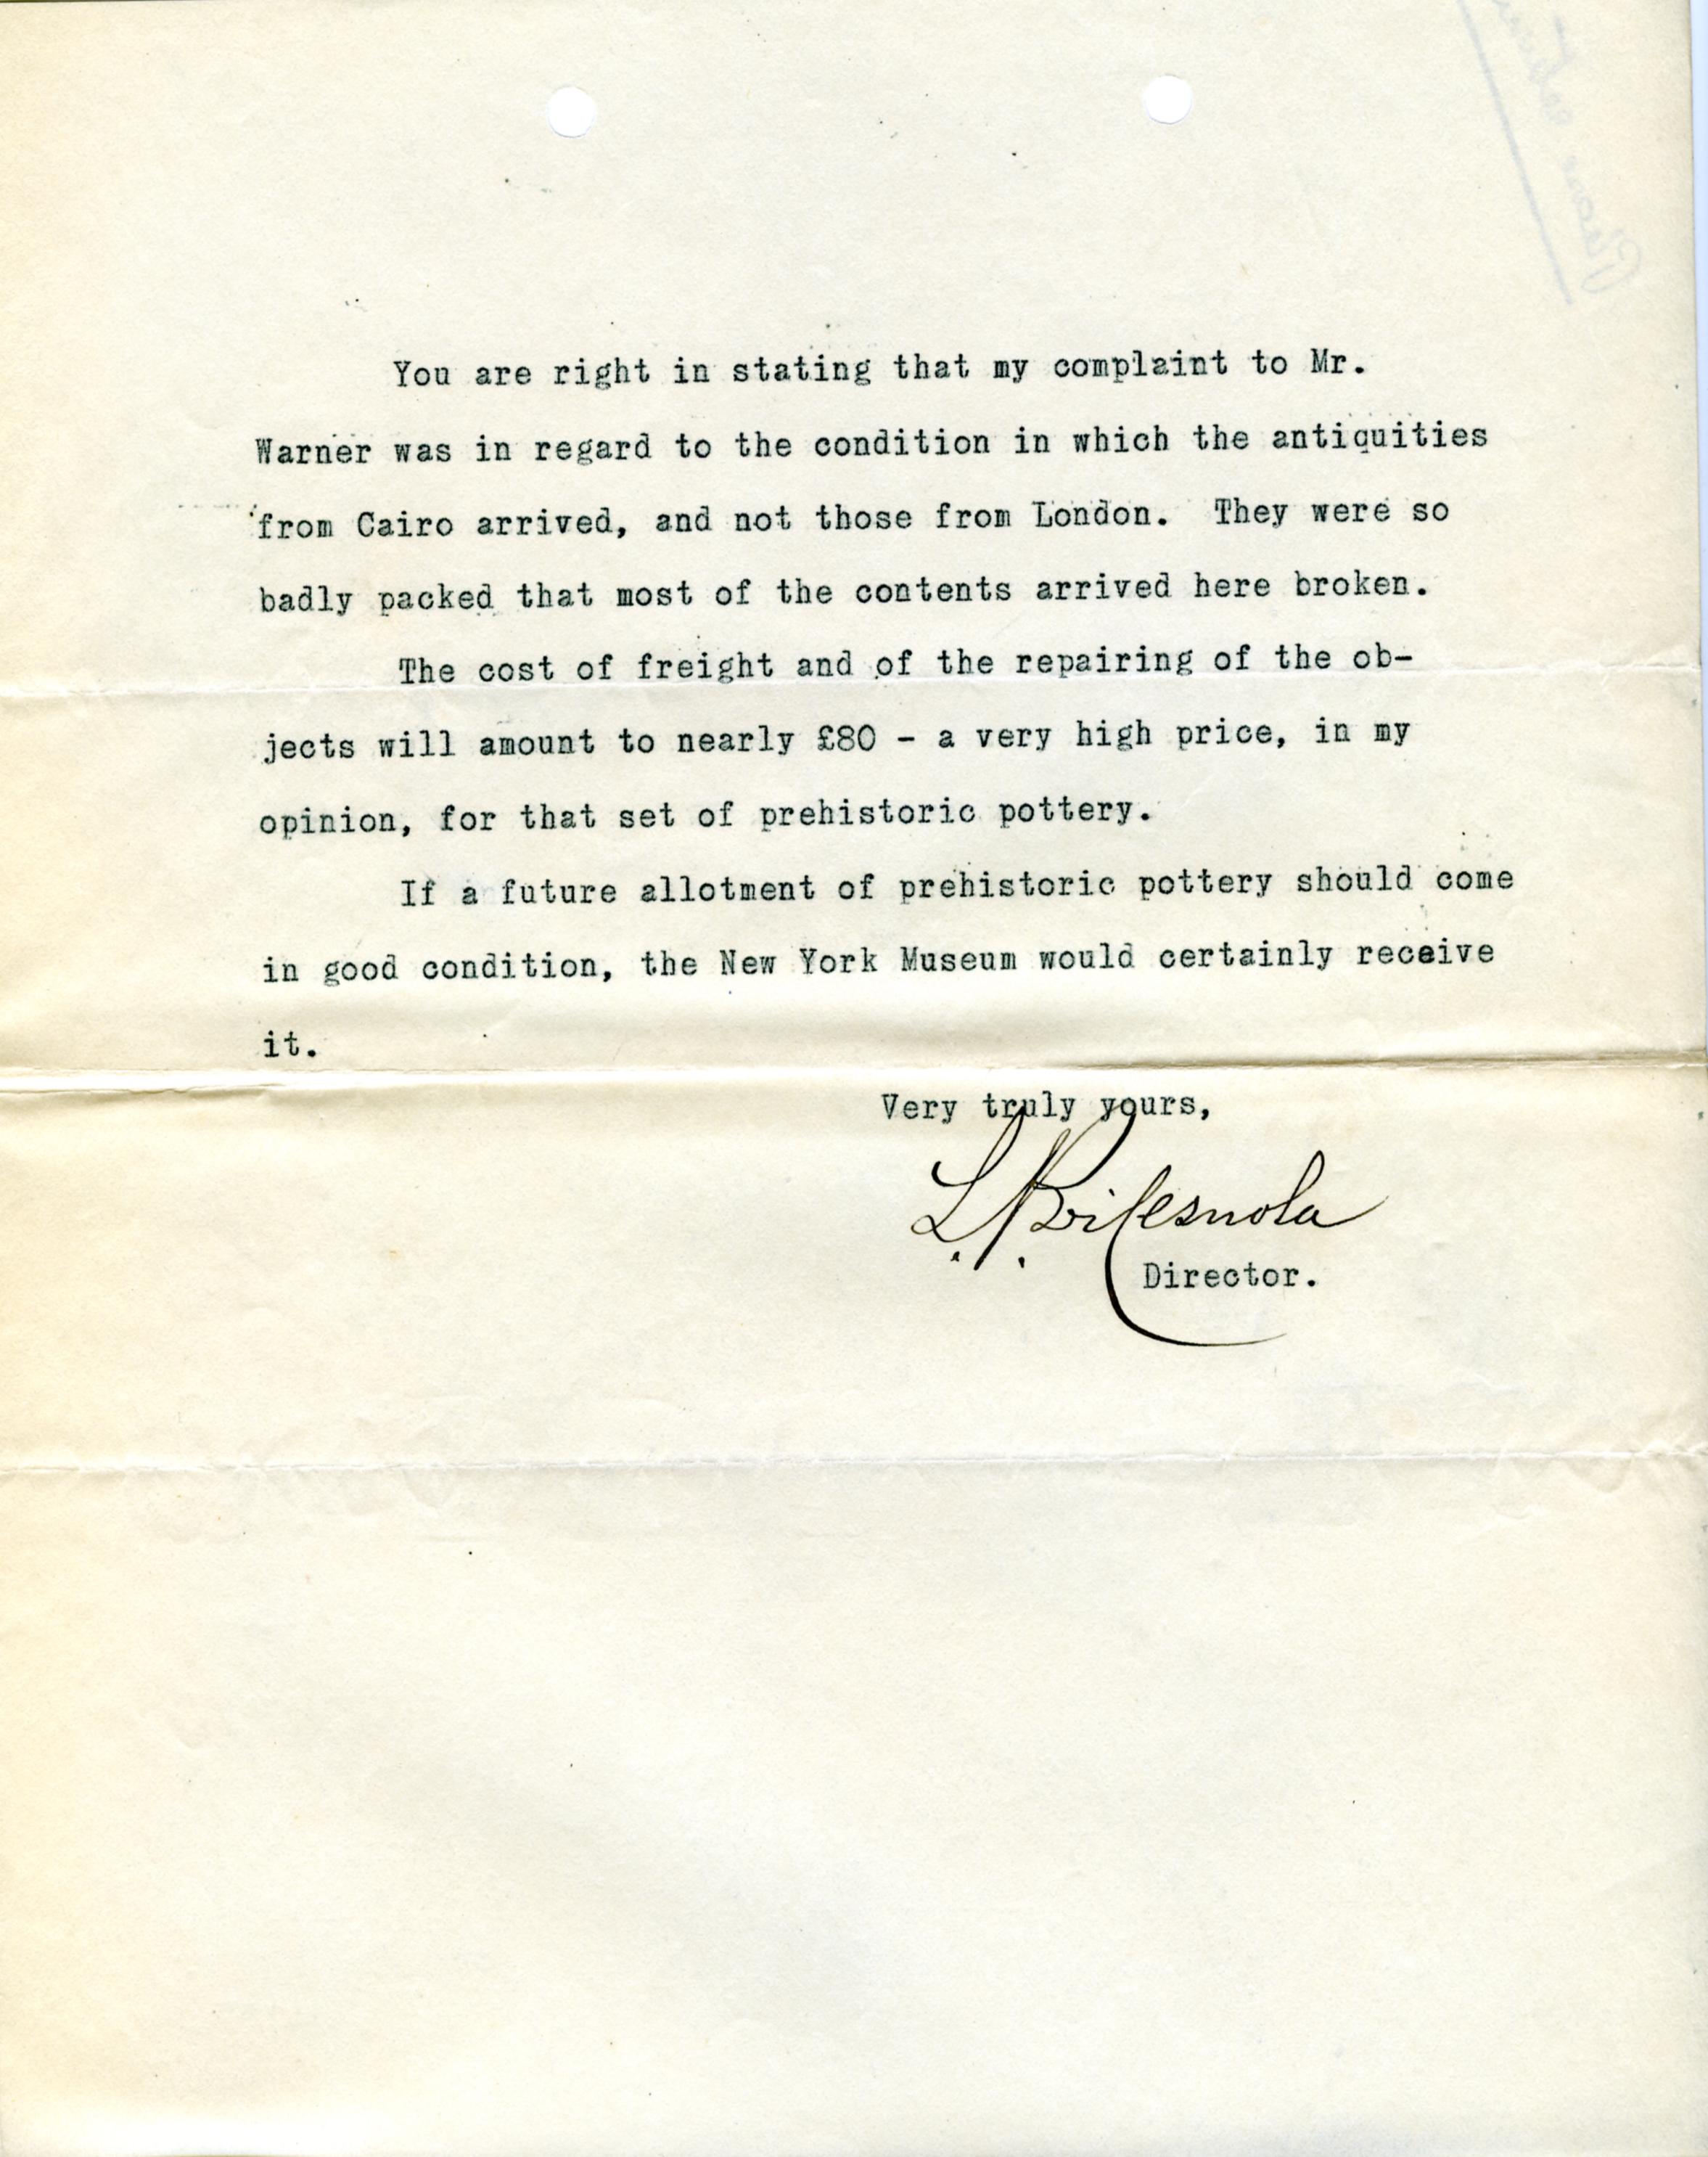 You are right in stating that my complaint to Mr.
Warner was in regard to the condition in which the antiquities
from Cairo arrived, and not those from London. They were so
badly packed that most of the contents arrived here broken.
The cost of freight and of the repairing of the ob-
jects will amount to nearly £80 - a very high price, in my
opinion, for that set of prehistoric pottery.
If a future allotment of prehistoric pottery should come
in good condition, the New York Museum would certainly receive
it.
Very truly yours,
L. P. di Cesnola
Director.